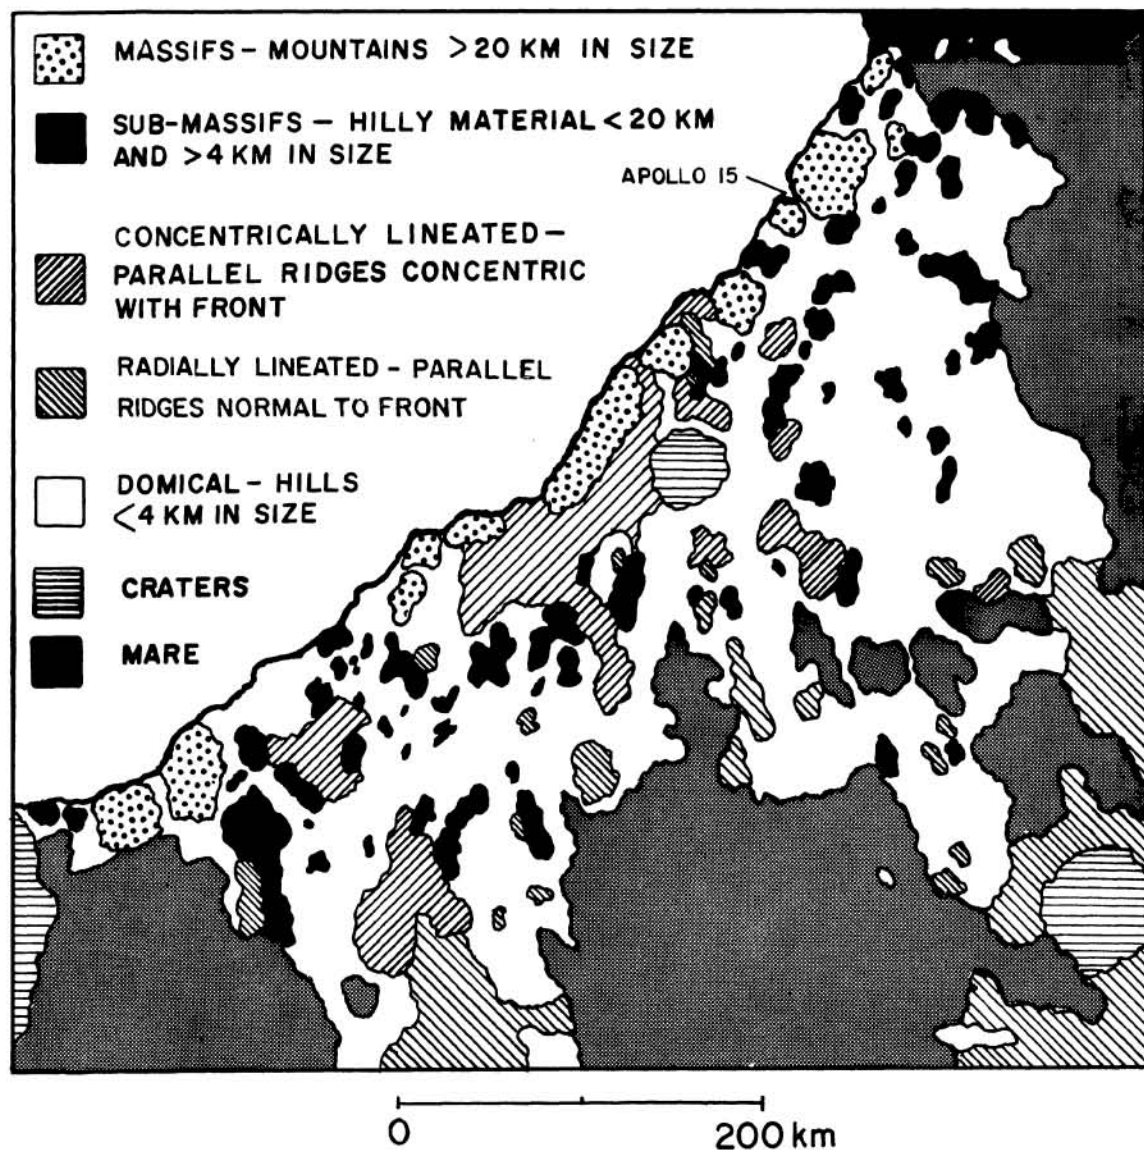 MASSIFS – MOUNTAINS >20 KM IN SIZE
SUB-MASSIFS – HILLY MATERIAL <20 KM
AND >4 KM IN SIZE
APOLLO 15
CONCENTRICALLY LINEATED –
PARALLEL RIDGES CONCENTRIC
WITH FRONT
RADIALLY LINEATED – PARALLEL
RIDGES NORMAL TO FRONT
DOMICAL – HILLS
<4 KM IN SIZE
CRATERS
MARE
0 200 km